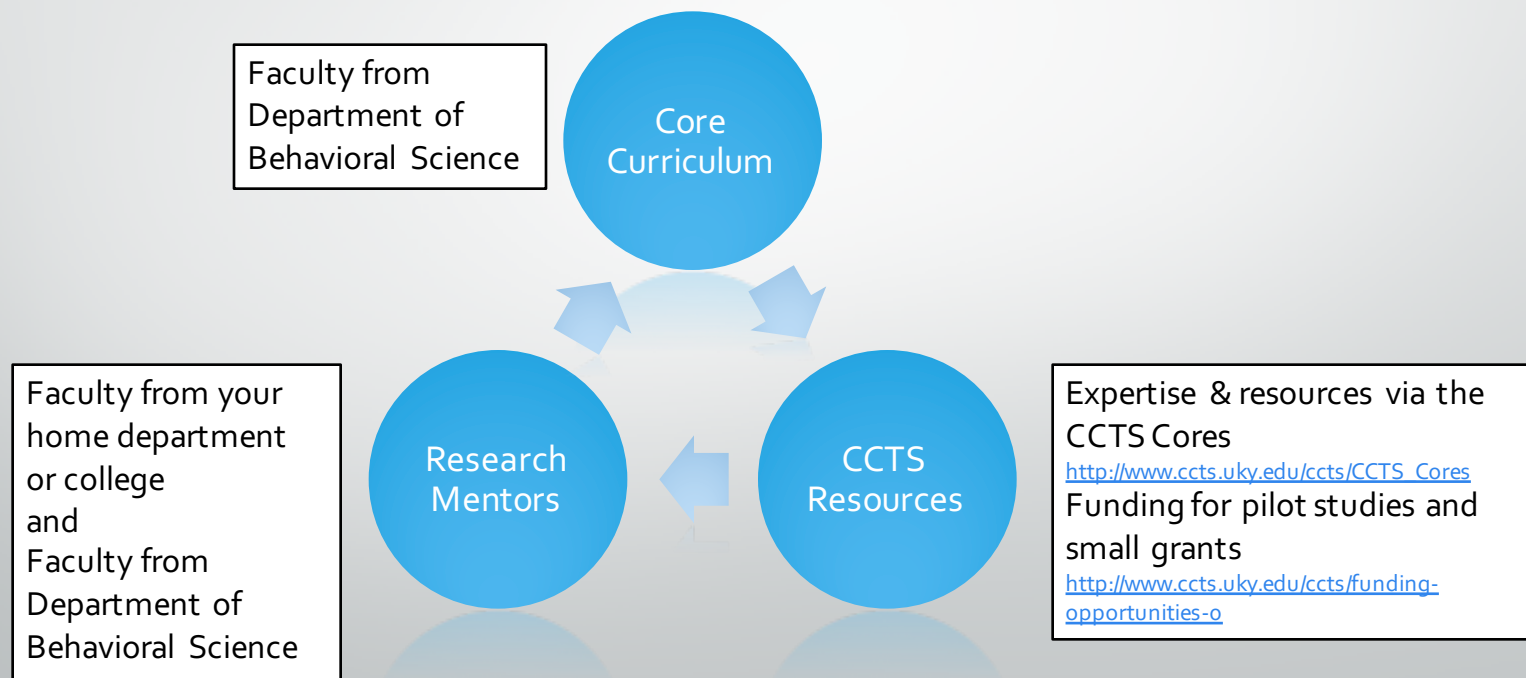 Faculty from
Department of
Behavioral Science
Core
Curriculum
Faculty from your
home department
or college
and
Faculty from
Department of
Behavioral Science
Research
Mentors
CCTS
Resources
Expertise & resources via the
CCTS Cores
http://www.ccts.uky.edu/ccts/CCTS_Cores
Funding for pilot studies and
small grants
http://www.ccts.uky.edu/ccts/funding-
opportunities-0